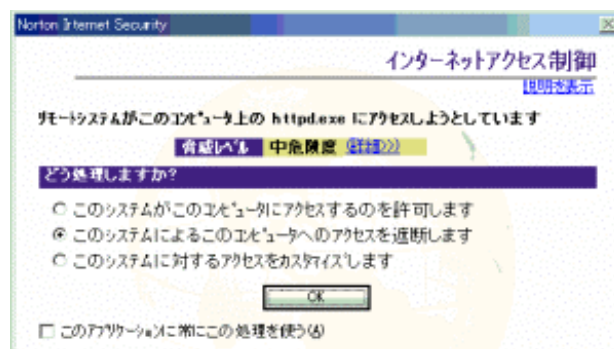 Norton Internet Security
インターネットアクセス制御
説明を表示
リモートシステムがこのコンピュータ上の httpd.exe にアクセスしようとしています
脅威レベル 中危険度 (詳細>>>)
どう処理しますか?
このシステムがこのコンピュータにアクセスするのを許可します
このシステムによるこのコンピュータへのアクセスを遮断します
このシステムに対するアクセスをカスタマイズします
OK
このアプリケーションに常にこの処理を使う(A)